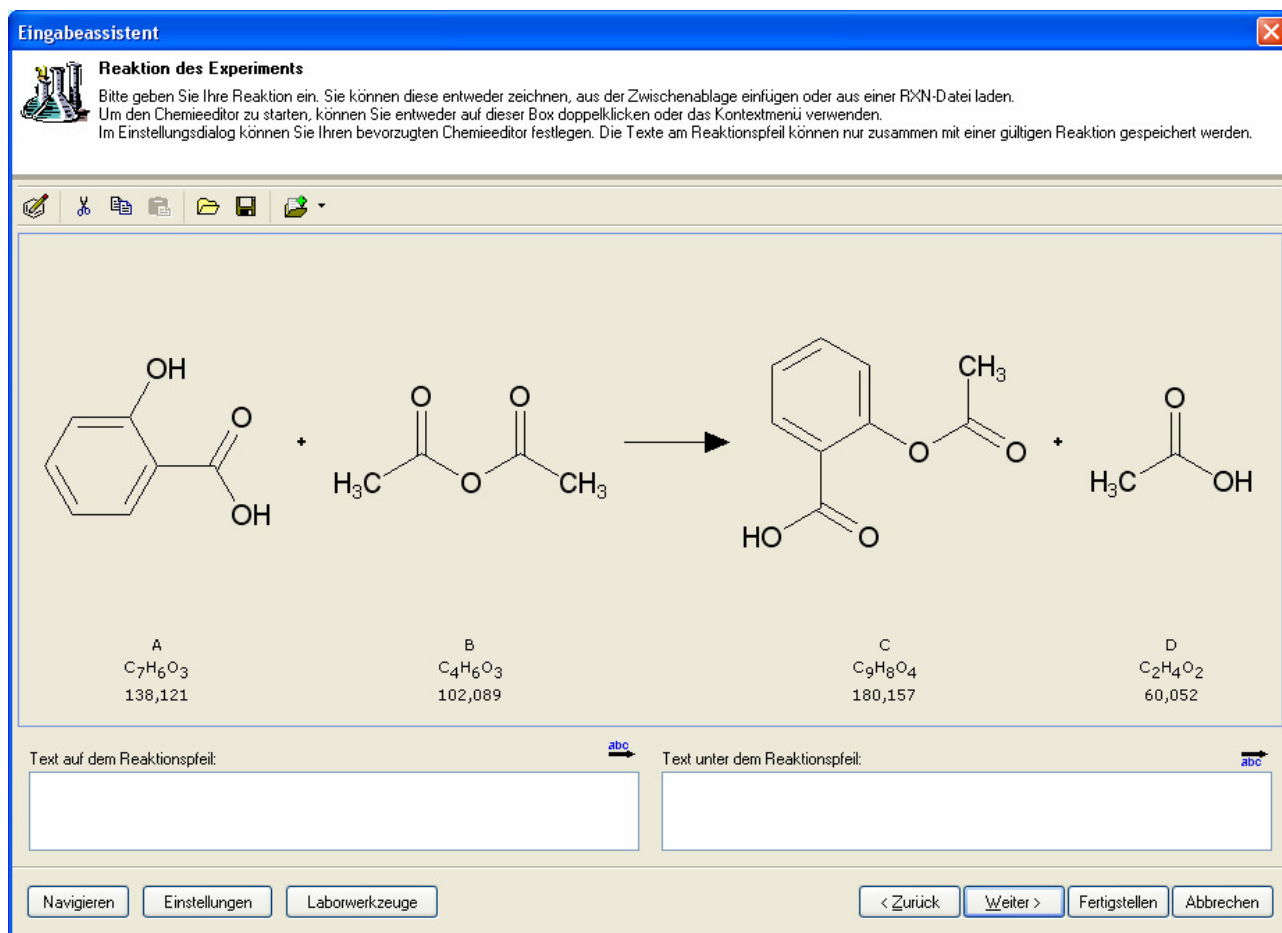 Eingabeassistent
Reaktion des Experiments
Bitte geben Sie Ihre Reaktion ein. Sie können diese entweder zeichnen, aus der Zwischenablage einfügen oder aus einer RXN-Datei laden.
Um den Chemieeditor zu starten, können Sie entweder auf dieser Box doppelklicken oder das Kontextmenü verwenden.
Im Einstellungsdialog können Sie Ihren bevorzugten Chemieeditor festlegen. Die Texte am Reaktionspfeil können nur zusammen mit einer gültigen Reaktion gespeichert werden.
OH
O
OH
+
O O
H₃C O CH₃
CH₃
O O
HO O
+
O
H₃C OH
A B C D
C₇H₆O₃ C₄H₆O₃ C₉H₈O₄ C₂H₄O₂
138,121 102,089 180,157 60,052
Text auf dem Reaktionspfeil: abc Text unter dem Reaktionspfeil: abc
Navigieren Einstellungen Laborwerkzeuge < Zurück Weiter > Fertigstellen Abbrechen